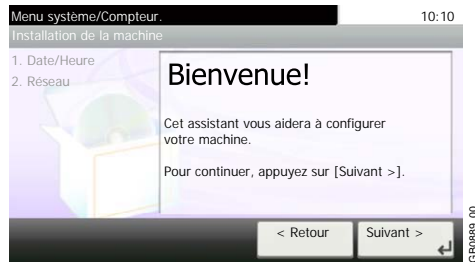 Menu système/Compteur.
10:10
Installation de la machine
1. Date/Heure
2. Réseau
Bienvenue!
Cet assistant vous aidera à configurer
votre machine.
Pour continuer, appuyez sur [Suivant >].
< Retour
Suivant >
GB0889_00